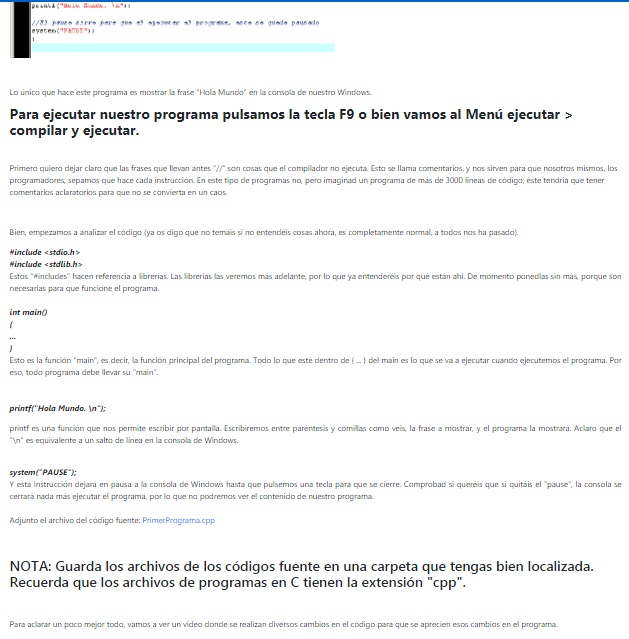 printf("Hola Mundo. \n");
//El pause sirve para que el ejecutar el programa, este se quede pausado
system("PAUSE");
}
Lo único que hace este programa es mostrar la frase "Hola Mundo" en la consola de nuestro Windows.
Para ejecutar nuestro programa pulsamos la tecla F9 o bien vamos al Menú ejecutar >
compilar y ejecutar.
Primero quiero dejar claro que las frases que llevan antes "//" son cosas que el compilador no ejecuta. Esto se llama comentarios, y nos sirven para que nosotros mismos, los
programadores, sepamos que hace cada instrucción. En este tipo de programas no, pero imaginad un programa de más de 3000 líneas de código; éste tendría que tener
comentarios aclaratorios para que no se convierta en un caos.
Bien, empezamos a analizar el código (ya os digo que no temáis si no entendéis cosas ahora, es completamente normal, a todos nos ha pasado).
#include <stdio.h>
#include <stdlib.h>
Estos "#includes" hacen referencia a librerías. Las librerías las veremos más adelante, por lo que ya entenderéis por qué están ahí. De momento ponedlas sin más, porque son
necesarias para que funcione el programa.
int main()
{
...
}
Esto es la función "main", es decir, la función principal del programa. Todo lo que esté dentro de { ... } del main es lo que se va a ejecutar cuando ejecutemos el programa. Por
eso, todo programa debe llevar su "main".
printf("Hola Mundo. \n");
printf es una función que nos permite escribir por pantalla. Escribiremos entre paréntesis y comillas como veis, la frase a mostrar, y el programa la mostrará. Aclaro que el
"\n" es equivalente a un salto de línea en la consola de Windows.
system("PAUSE");
Y esta instrucción dejará en pausa a la consola de Windows hasta que pulsemos una tecla para que se cierre. Comprobad si queréis que si quitáis el "pause", la consola se
cerrará nada más ejecutar el programa, por lo que no podremos ver el contenido de nuestro programa.
Adjunto el archivo del código fuente: PrimerPrograma.cpp
NOTA: Guarda los archivos de los códigos fuente en una carpeta que tengas bien localizada.
Recuerda que los archivos de programas en C tienen la extensión "cpp".
Para aclarar un poco mejor todo, vamos a ver un video donde se realizan diversos cambios en el código para que se aprecien esos cambios en el programa.